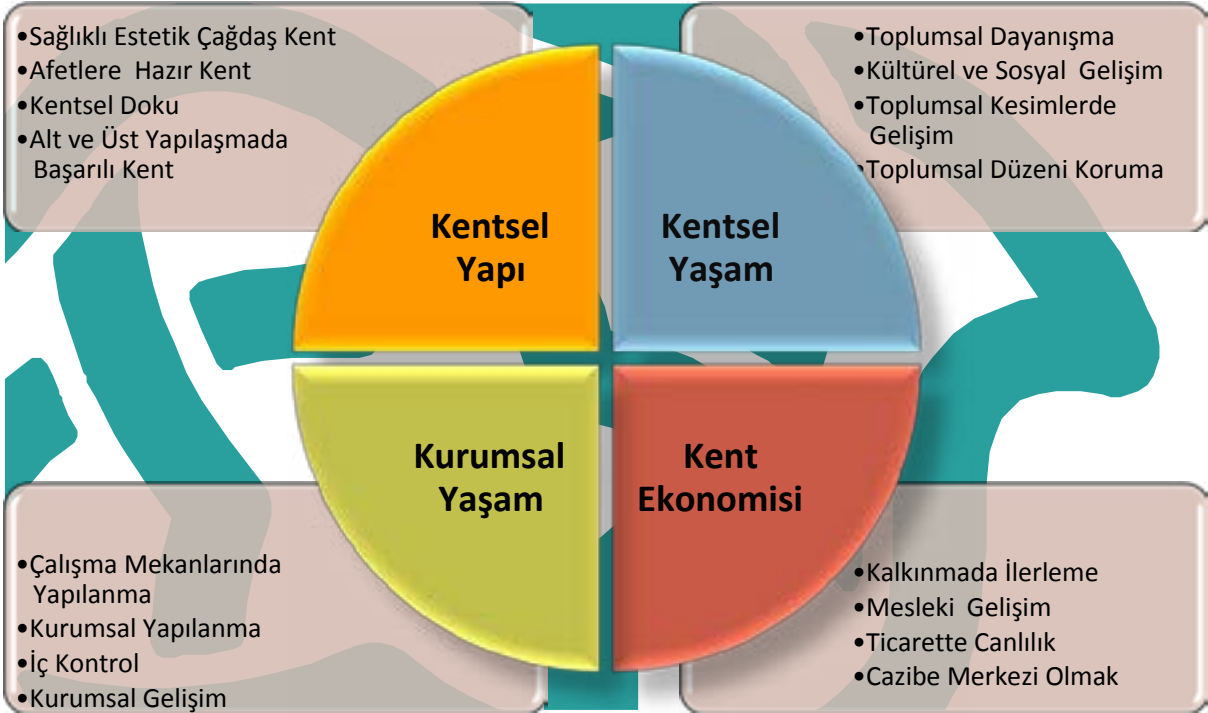 •Sağlıklı Estetik Çağdaş Kent
•Afetlere Hazır Kent
•Kentsel Doku
•Alt ve Üst Yapılaşmada
Başarılı Kent
•Toplumsal Dayanışma
•Kültürel ve Sosyal Gelişim
•Toplumsal Kesimlerde
Gelişim
•Toplumsal Düzeni Koruma
Kentsel
Yapı
Kentsel
Yaşam
Kurumsal
Yaşam
Kent
Ekonomisi
•Çalışma Mekanlarında
Yapılanma
•Kurumsal Yapılanma
•İç Kontrol
•Kurumsal Gelişim
•Kalkınmada İlerleme
•Mesleki Gelişim
•Ticarette Canlılık
•Cazibe Merkezi Olmak